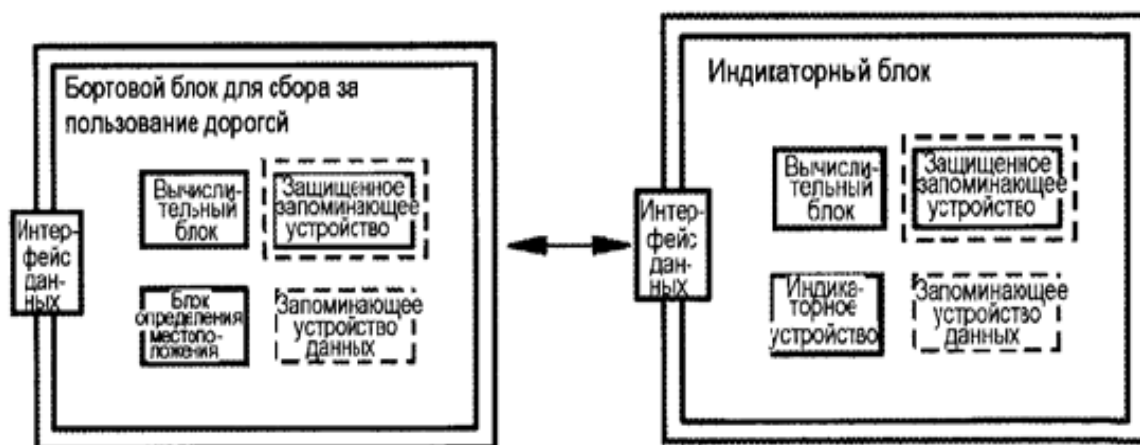 Бортовой блок для сбора за
пользование дорогой
Вычисли-
тельный
блок
Защищенное
запоминающее
устройство
Интер-
фейс
дан-
ных
Блок
определения
местопо-
ложения
Запоминающее
устройство
данных
Индикаторный блок
Вычисли-
тельный
блок
Защищенное
запоминающее
устройство
Интер-
фейс
дан-
ных
Индика-
торное
устройство
Запоминающее
устройство
данных